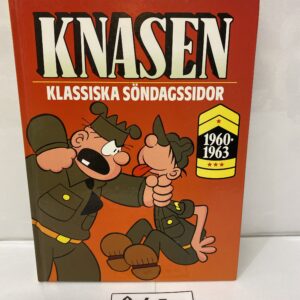 KNASEN
KLASSISKA SÖNDAGSSIDOR
1960-
1963